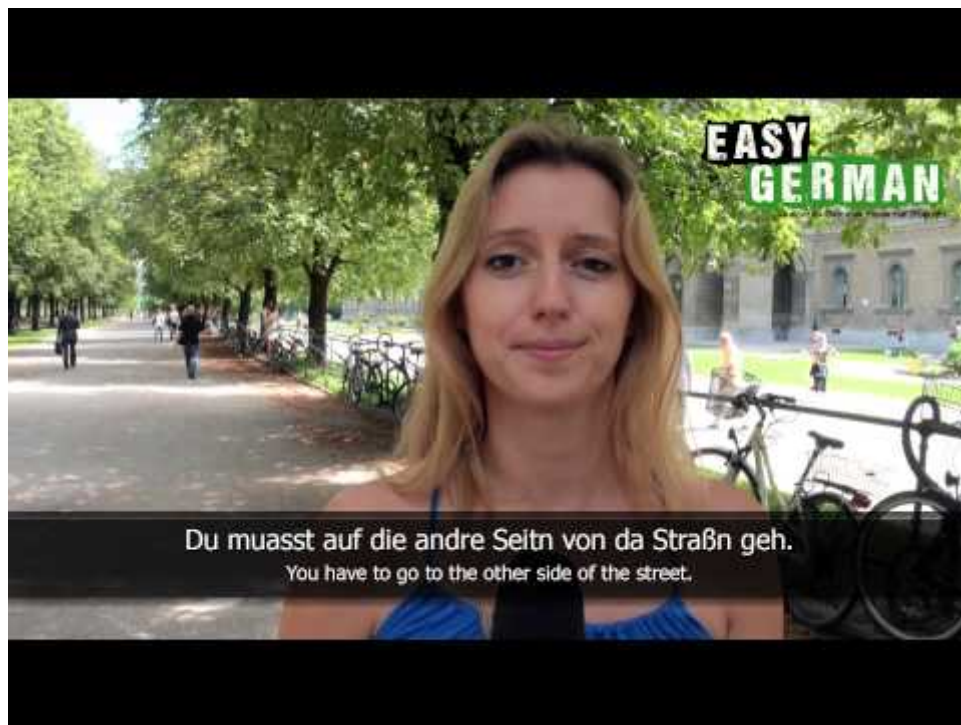 EASY
GERMAN
Du muasst auf die andre Seitn von da Straßn geh.
You have to go to the other side of the street.